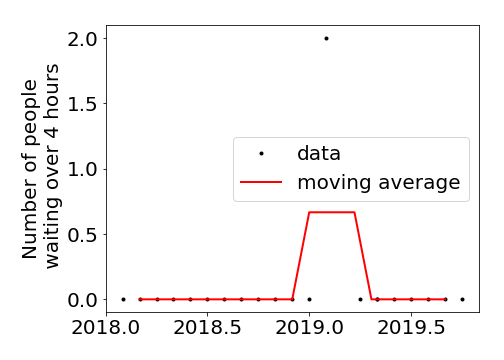 Number of people
waiting over 4 hours
2.0
1.5
1.0
0.5
0.0
data
moving average
2018.0
2018.5
2019.0
2019.5